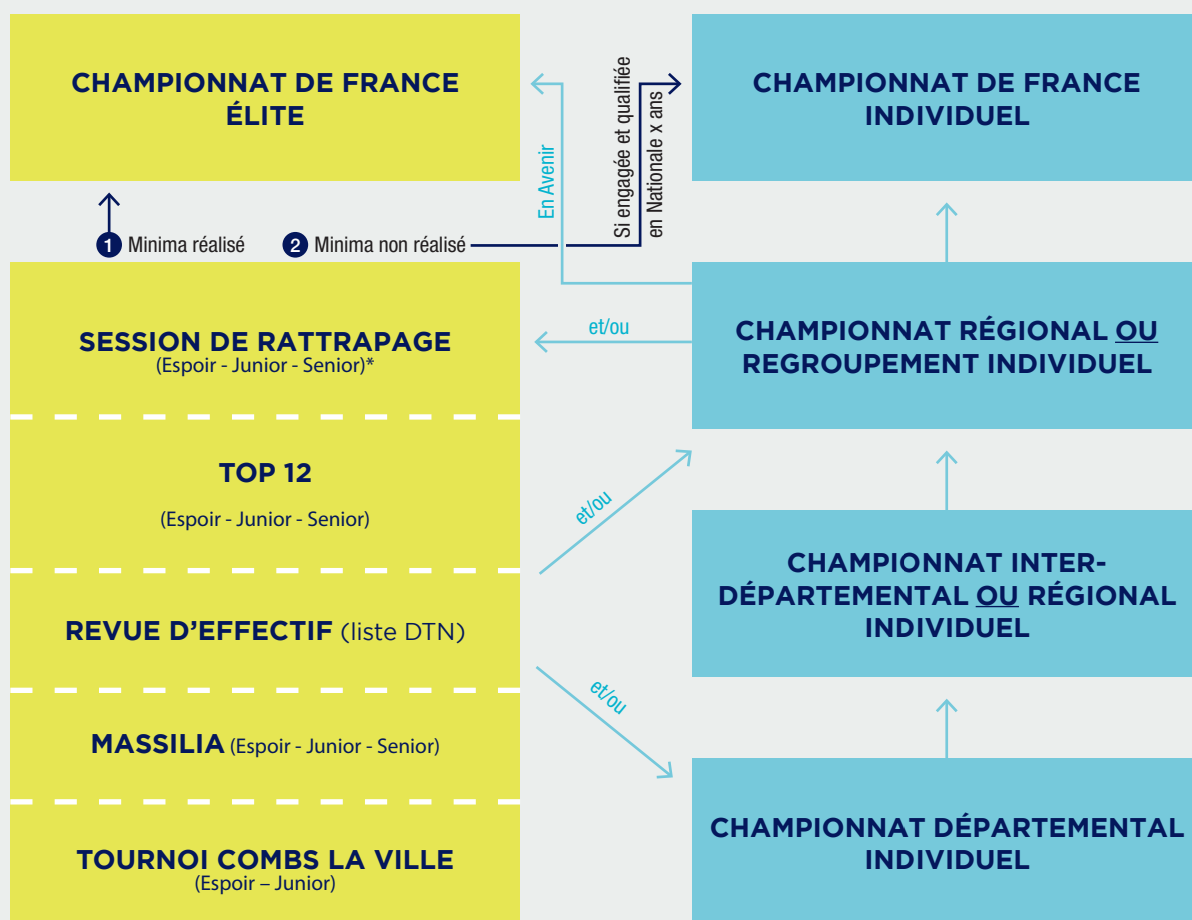 CHAMPIONNAT DE FRANCE
ÉLITE
En Avenir
Si engagée et qualifiée
en Nationale x ans
CHAMPIONNAT DE FRANCE
INDIVIDUEL
1 Minima réalisé
2 Minima non réalisé
SESSION DE RATTRAPAGE
(Espoir - Junior - Senior)*
et/ou
CHAMPIONNAT RÉGIONAL OU
REGROUPEMENT INDIVIDUEL
TOP 12
(Espoir - Junior - Senior)
et/ou
CHAMPIONNAT INTER-
DÉPARTEMENTAL OU RÉGIONAL
INDIVIDUEL
REVUE D’EFFECTIF (liste DTN)
et/ou
MASSILIA (Espoir - Junior - Senior)
CHAMPIONNAT DÉPARTEMENTAL
INDIVIDUEL
TOURNOI COMBS LA VILLE
(Espoir – Junior)